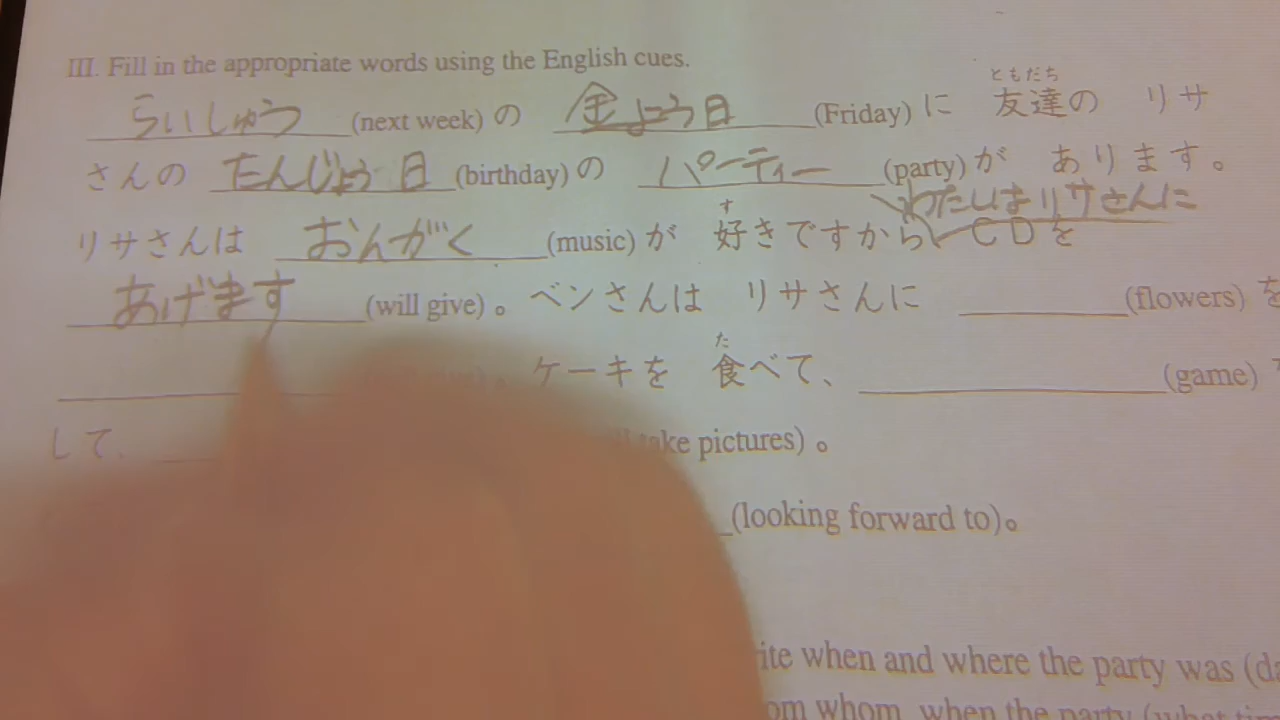 III. Fill in the appropriate words using the English cues.
ともだち
らいしゅう (next week) の 金よう日 (Friday) に 友達の リサ
さんの たんじょう日 (birthday) の パーティー (party) が あります。
わたしは リサさんに
す
リサさんは おんがく (music) が 好きですから CDを
あげます (will give) 。 ベンさんは リサさんに (flowers) を
た
ケーキを 食べて、 (game)
して、 take pictures) 。
(looking forward to)。
when and where the party was
whom, when the party